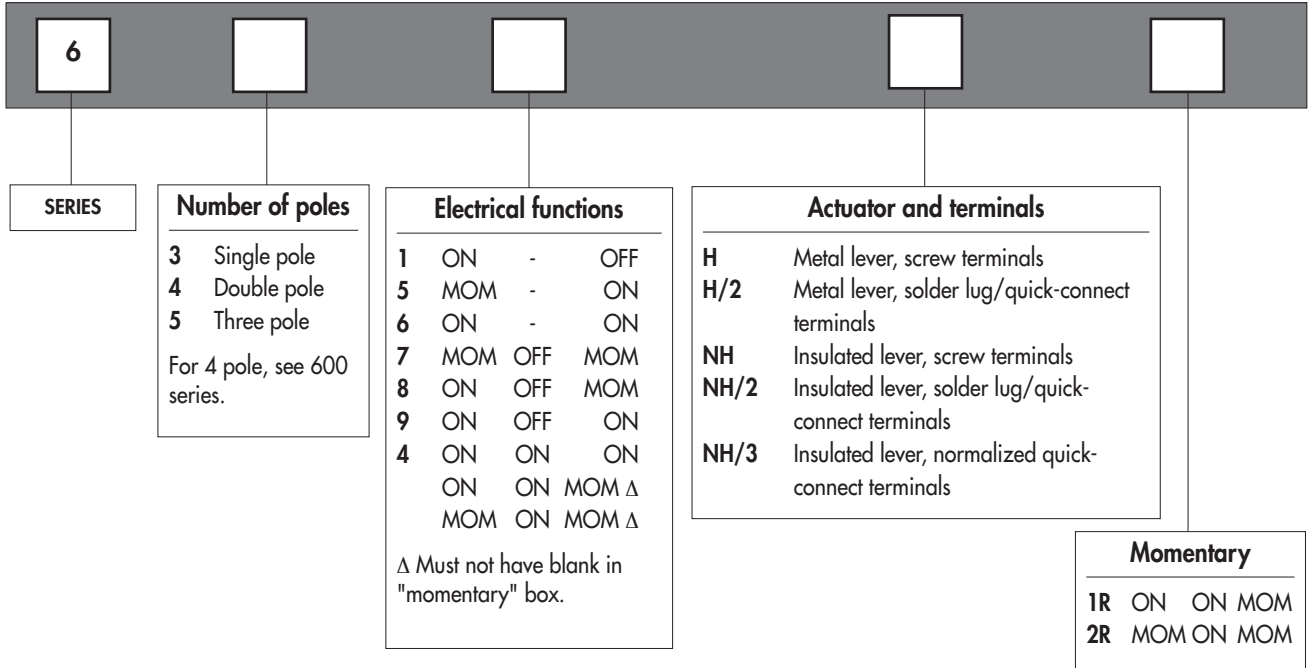 6
SERIES
Number of poles
3 Single pole
4 Double pole
5 Three pole
For 4 pole, see 600
series.
Electrical functions
1 ON - OFF
5 MOM - ON
6 ON - ON
7 MOM OFF MOM
8 ON OFF MOM
9 ON OFF ON
4 ON ON ON
ON ON MOM Δ
MOM ON MOM Δ
Δ Must not have blank in
"momentary" box.
Actuator and terminals
H Metal lever, screw terminals
H/2 Metal lever, solder lug/quick-connect
terminals
NH Insulated lever, screw terminals
NH/2 Insulated lever, solder lug/quick-
connect terminals
NH/3 Insulated lever, normalized quick-
connect terminals
Momentary
1R ON ON MOM
2R MOM ON MOM